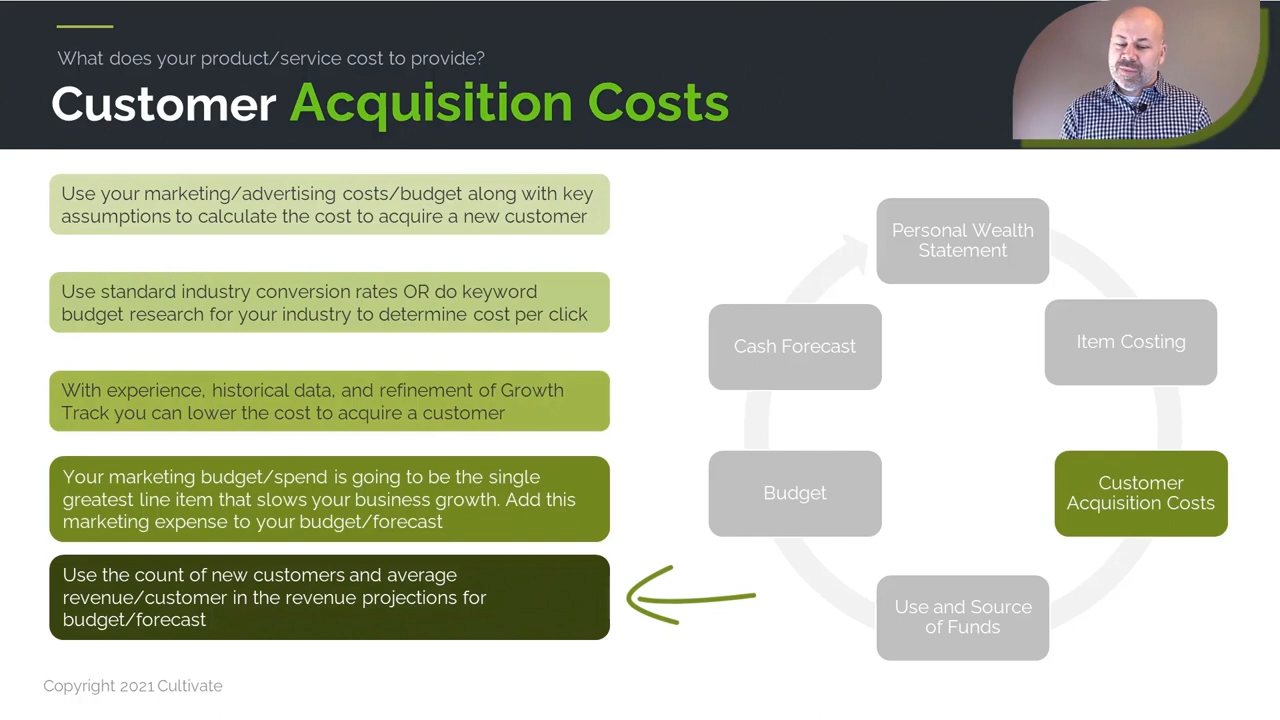 What does your product/service cost to provide?
Customer Acquisition Costs
Use your marketing/advertising costs/budget along with key
assumptions to calculate the cost to acquire a new customer
Use standard industry conversion rates OR do keyword
budget research for your industry to determine cost per click
With experience, historical data, and refinement of Growth
Track you can lower the cost to acquire a customer
Your marketing budget/spend is going to be the single
greatest line item that slows your business growth. Add this
marketing expense to your budget/forecast
Use the count of new customers and average
revenue/customer in the revenue projections for
budget/forecast
Personal Wealth
Statement
Item Costing
Customer
Acquisition Costs
Use and Source
of Funds
Budget
Cash Forecast
Copyright 2021 Cultivate